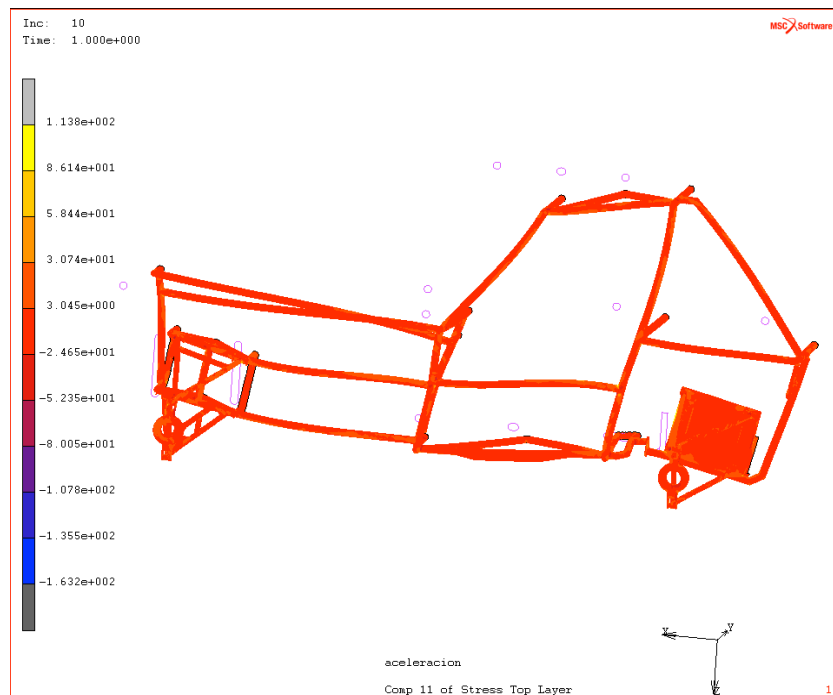 Inc: 10
Time: 1.000e+000
MSC Software
1.138e+002
8.614e+001
5.844e+001
3.074e+001
3.045e+000
-2.465e+001
-5.235e+001
-8.005e+001
-1.078e+002
-1.355e+002
-1.632e+002
X
Y
Z
aceleracion
Comp 11 of Stress Top Layer
1